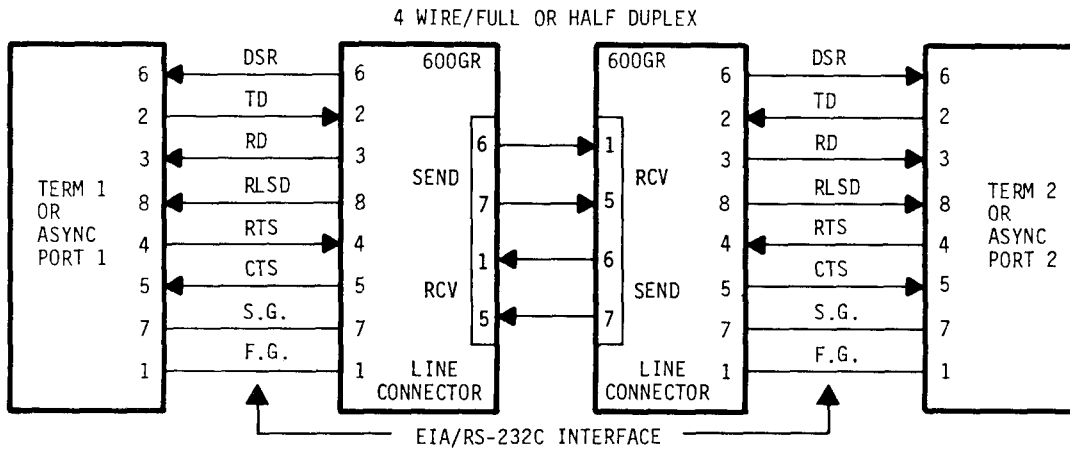 4 WIRE/FULL OR HALF DUPLEX
6 DSR 6 600GR 600GR 6 DSR 6
2 TD 2 2 TD 2
6 1
3 RD 3 3 RD 3
SEND RCV
8 RLSD 8 7 5 8 RLSD 8
TERM 1
OR
ASYNC
PORT 1
TERM 2
OR
ASYNC
PORT 2
4 RTS 4 4 RTS 4
1 6
5 CTS 5 RCV SEND 5 CTS 5
5 7
7 S.G. 7 7 S.G. 7
1 F.G. 1 LINE LINE 1 F.G. 1
CONNECTOR CONNECTOR
EIA/RS-232C INTERFACE